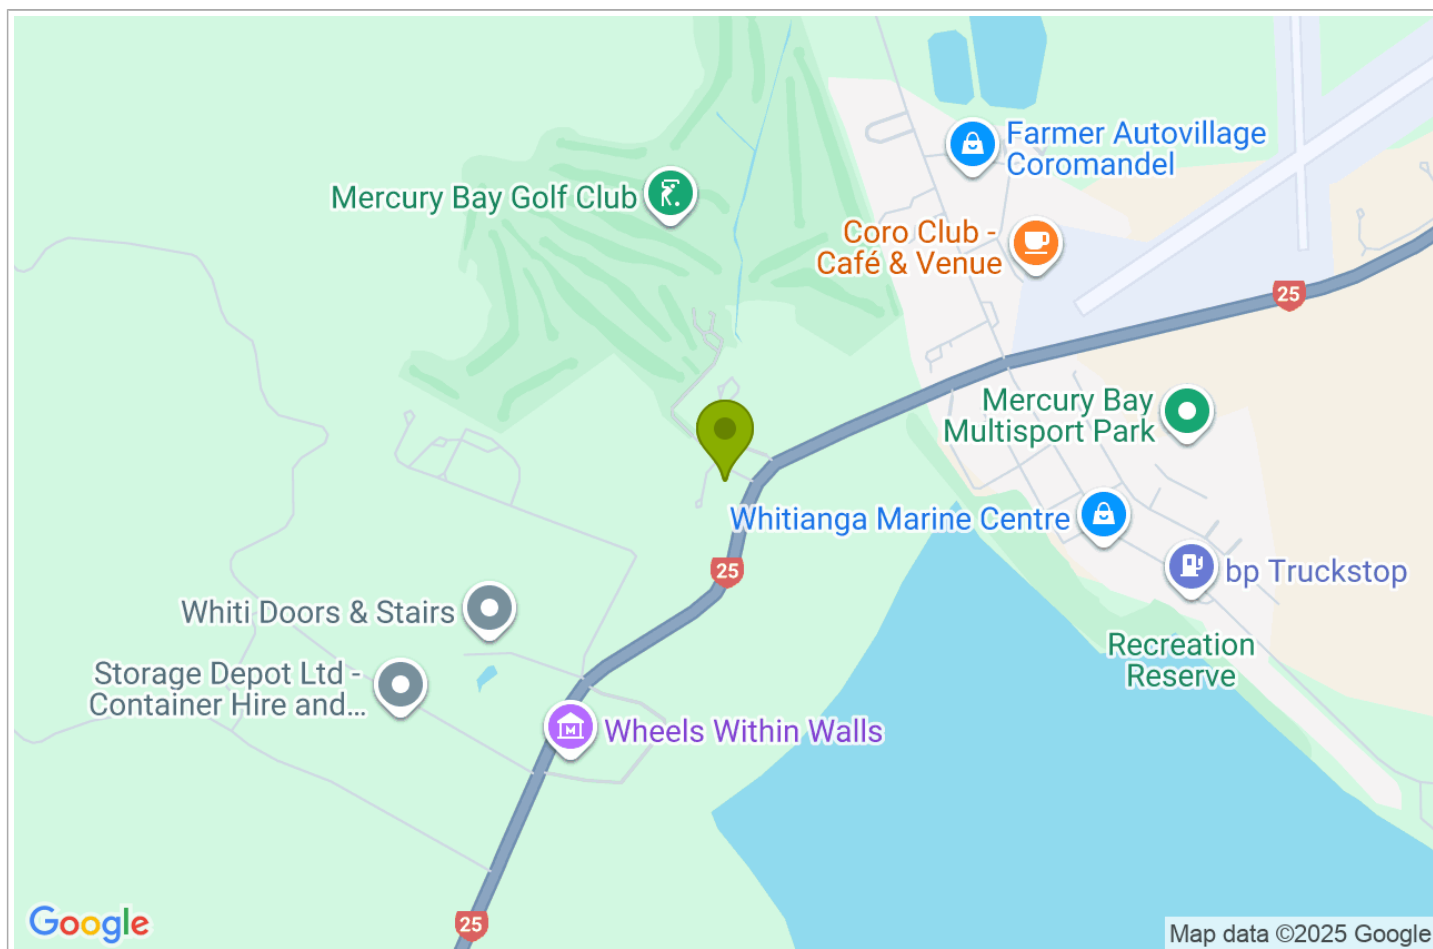 Farmer Autovillage
Coromandel
Mercury Bay Golf Club
Coro Club -
Café & Venue
25
Mercury Bay
Multisport Park
Whitianga Marine Centre
25
bp Truckstop
Whiti Doors & Stairs
Recreation
Reserve
Storage Depot Ltd -
Container Hire and...
Wheels Within Walls
25
Google
Map data ©2025 Google